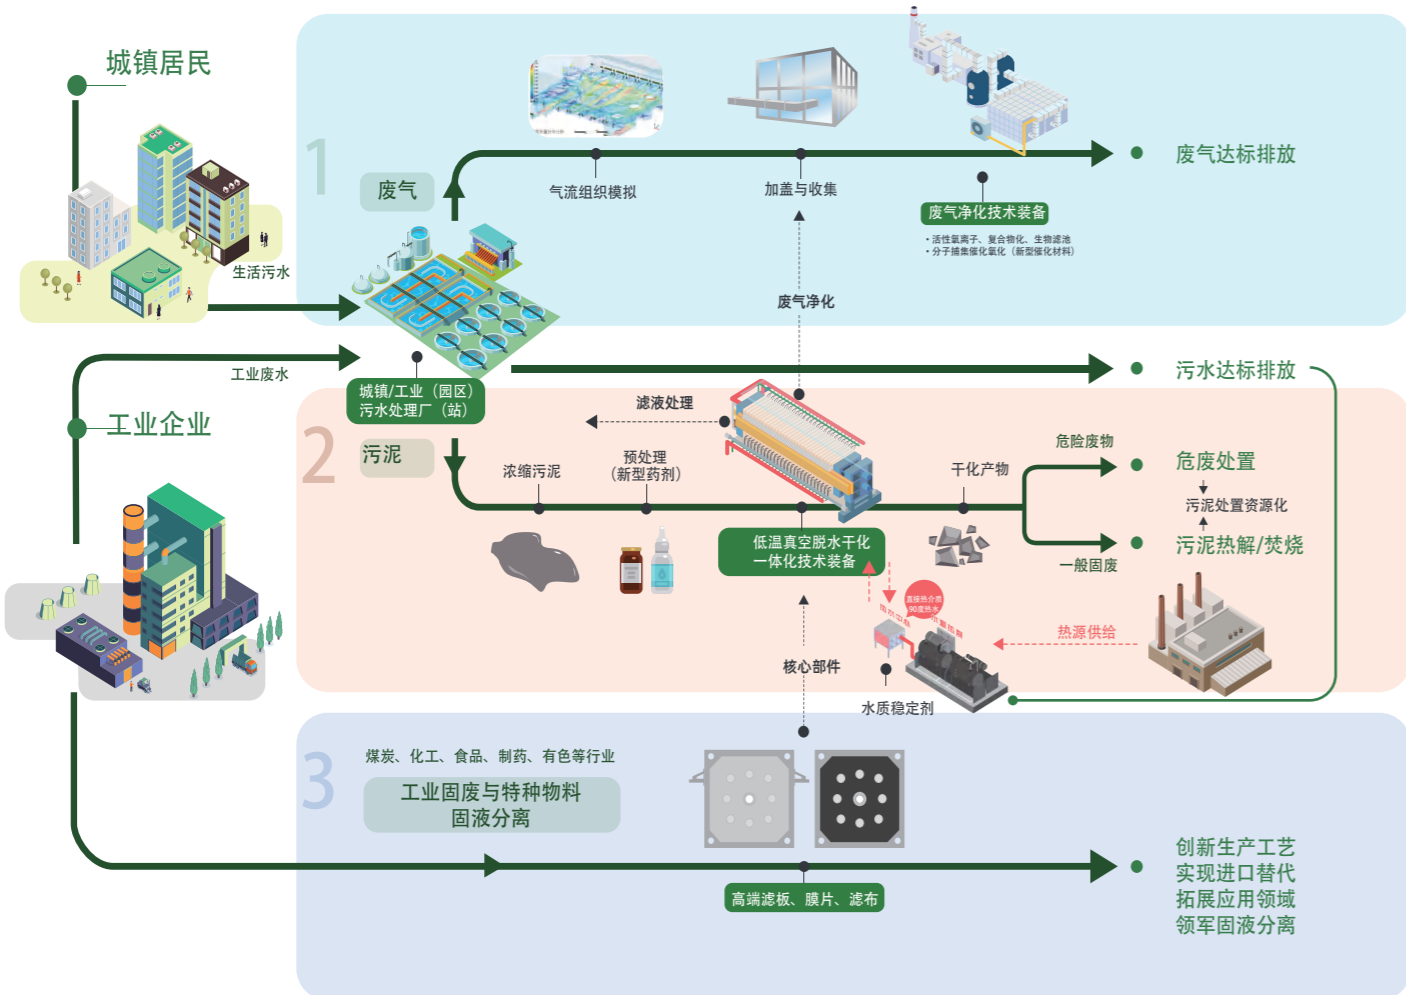 城镇居民
1
废气
气流组织模拟
加盖与收集
废气达标排放
废气净化技术装备
•活性氧离子、复合物化、生物滤池
•分子捕集催化氧化（新型催化材料）
生活污水
废气净化
工业废水
污水达标排放
城镇/工业（园区）
污水处理厂（站）
滤液处理
工业企业
2
污泥
浓缩污泥
预处理
（新型药剂）
干化产物
危险废物
危废处置
污泥处置资源化
污泥热解/焚烧
一般固废
低温真空脱水干化
一体化技术装备
直接热介质
90度热水
热源供给
核心部件
水质稳定剂
3
煤炭、化工、食品、制药、有色等行业
工业固废与特种物料
固液分离
高端滤板、膜片、滤布
创新生产工艺
实现进口替代
拓展应用领域
领军固液分离